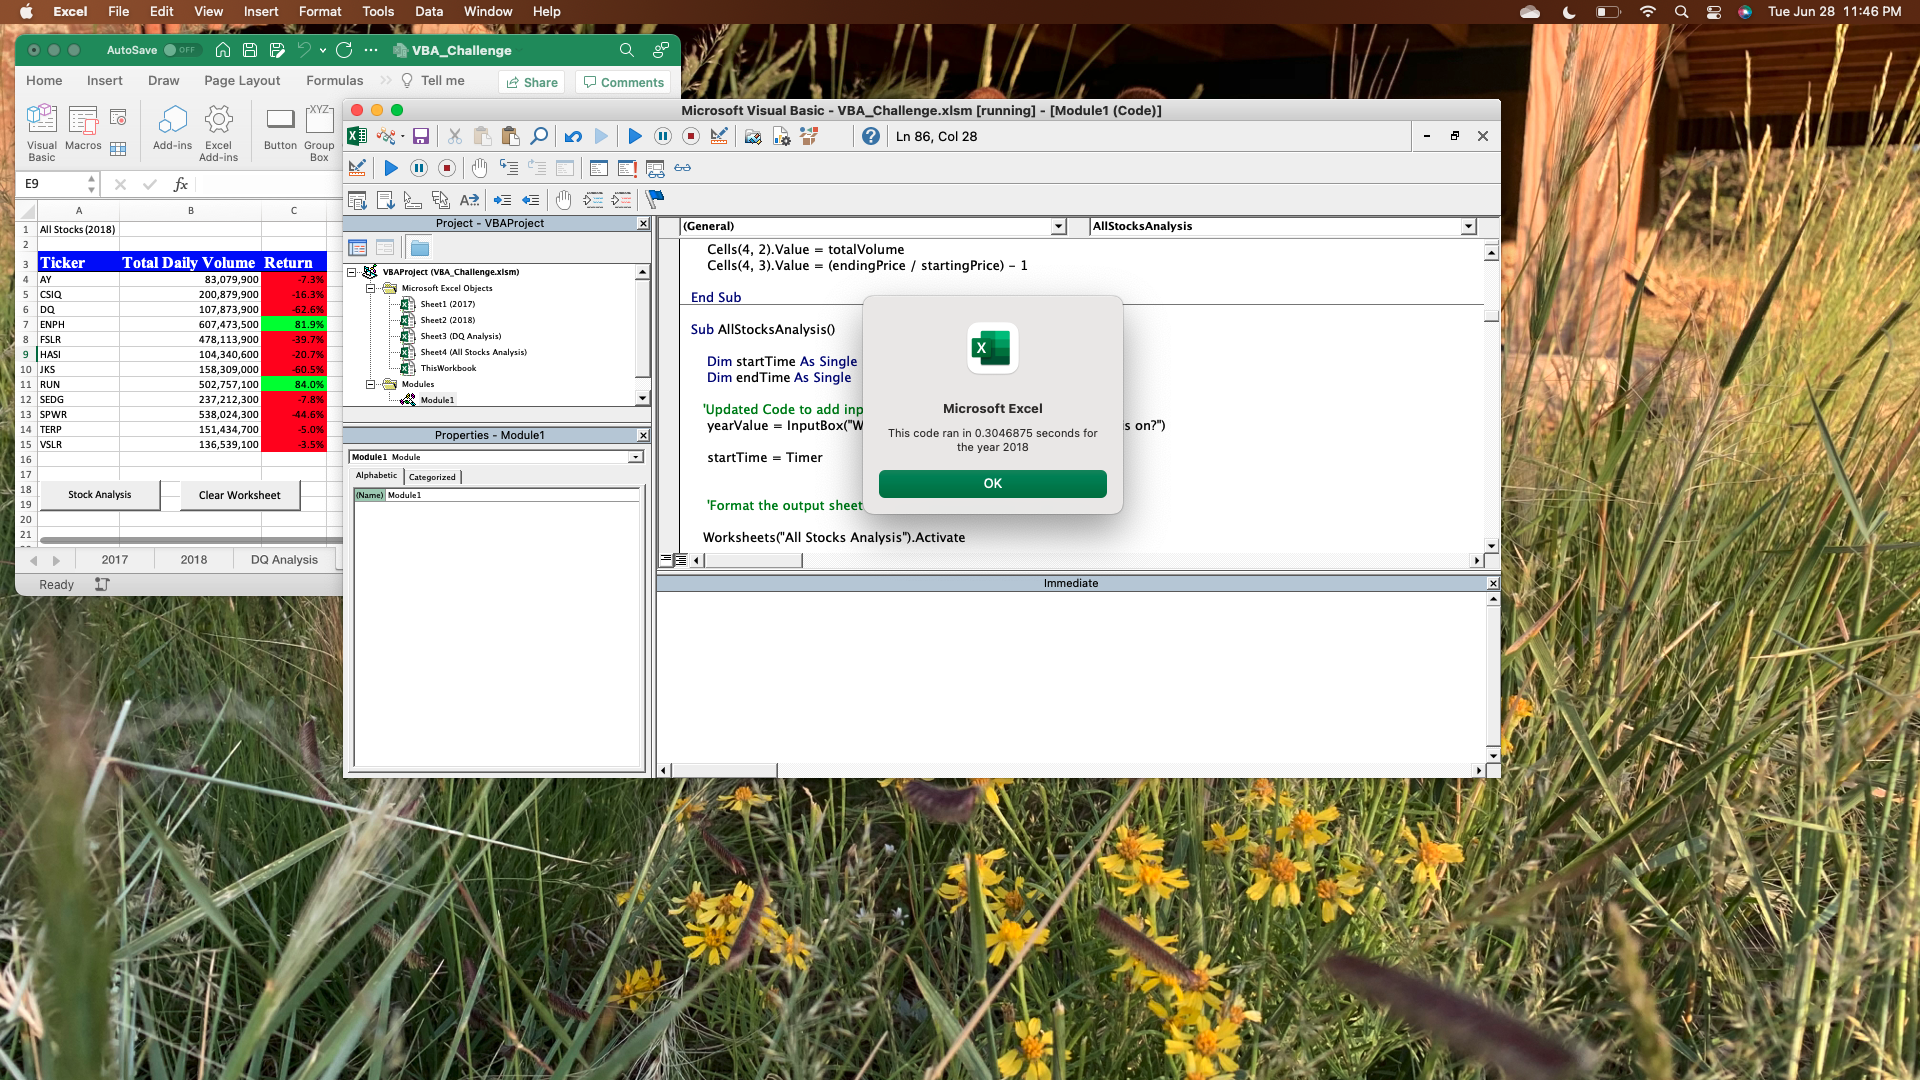 Excel File Edit View Insert Format Tools Data Window Help Tue Jun 28 11:46 PM
AutoSave OFF VBA_Challenge
Home Insert Draw Page Layout Formulas Tell me Share Comments
Visual Basic Macros Add-ins Excel Add-ins Button Group Box
XYZ
E9 fx
A B C
1 All Stocks (2018)
2
3 Ticker Total Daily Volume Return
4 AY 83,079,900 -7.3%
5 CSIQ 200,879,900 -16.3%
6 DQ 107,873,900 -62.6%
7 ENPH 607,473,500 81.9%
8 FSLR 478,113,900 -39.7%
9 HASI 104,340,600 -20.7%
10 JKS 158,309,000 -60.5%
11 RUN 502,757,100 84.0%
12 SEDG 237,212,300 -7.8%
13 SPWR 538,024,300 -44.6%
14 TERP 151,434,700 -5.0%
15 VSLR 136,539,100 -3.5%
16
17
18
19
20
21
Stock Analysis Clear Worksheet
2017 2018 DQ Analysis
Ready
Microsoft Visual Basic - VBA_Challenge.xlsm [running] - [Module1 (Code)]
Ln 86, Col 28
Project - VBAProject
VBAProject (VBA_Challenge.xlsm)
Microsoft Excel Objects
Sheet1 (2017)
Sheet2 (2018)
Sheet3 (DQ Analysis)
Sheet4 (All Stocks Analysis)
ThisWorkbook
Modules
Module1
Properties - Module1
Module1 Module
Alphabetic Categorized
(Name) Module1
(General) AllStocksAnalysis
Cells(4, 2).Value = totalVolume
Cells(4, 3).Value = (endingPrice / startingPrice) - 1
End Sub
Sub AllStocksAnalysis()
Dim startTime As Single
Dim endTime As Single
'Updated Code to add inp
yearValue = InputBox("W s on?")
startTime = Timer
'Format the output sheet
Worksheets("All Stocks Analysis").Activate
Microsoft Excel
This code ran in 0.3046875 seconds for
the year 2018
OK
Immediate